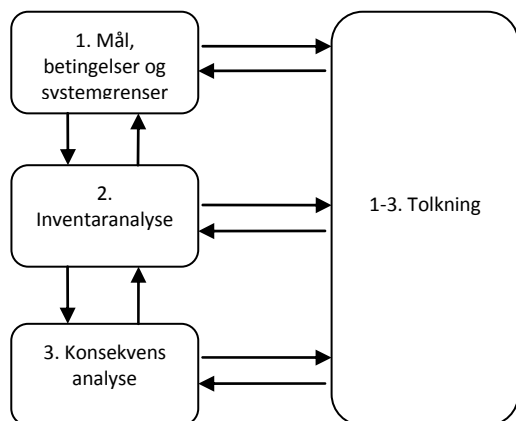 1. Mål,
betingelser og
systemgrenser
2.
Inventaranalyse
1-3. Tolkning
3. Konsekvens
analyse